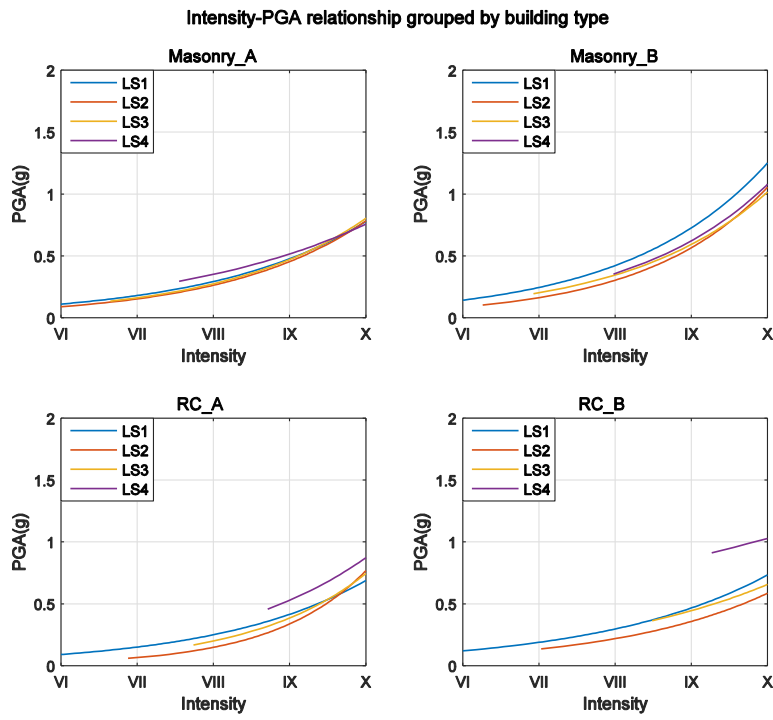 Intensity-PGA relationship grouped by building type
Masonry_A
2
1.5
1
0.5
0
PGA(g)
LS1
LS2
LS3
LS4
VI VII VIII IX X
Intensity
Masonry_B
2
1.5
1
0.5
0
PGA(g)
LS1
LS2
LS3
LS4
VI VII VIII IX X
Intensity
RC_A
2
1.5
1
0.5
0
PGA(g)
LS1
LS2
LS3
LS4
VI VII VIII IX X
Intensity
RC_B
2
1.5
1
0.5
0
PGA(g)
LS1
LS2
LS3
LS4
VI VII VIII IX X
Intensity